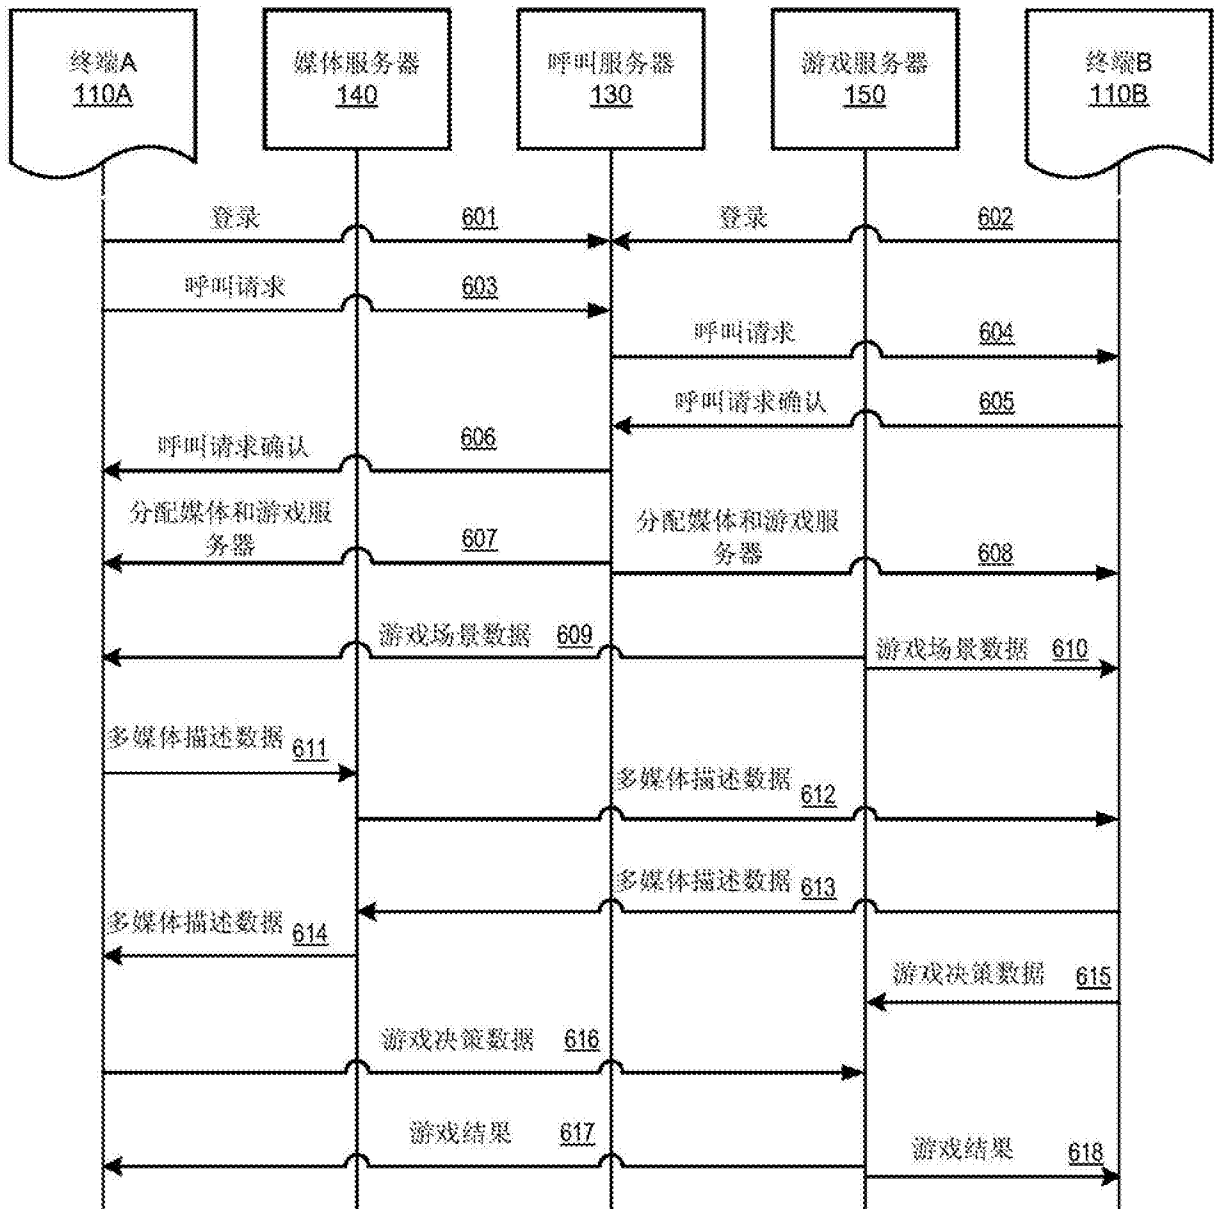 终端A
110A
媒体服务器
140
呼叫服务器
130
游戏服务器
150
终端B
110B
登录 601
登录 602
呼叫请求 603
呼叫请求 604
呼叫请求确认 605
呼叫请求确认 606
分配媒体和游戏服
务器 607
分配媒体和游戏服
务器 608
游戏场景数据 609
游戏场景数据 610
多媒体描述数据 611
多媒体描述数据 612
多媒体描述数据 613
多媒体描述数据 614
游戏决策数据 615
游戏决策数据 616
游戏结果 617
游戏结果 618